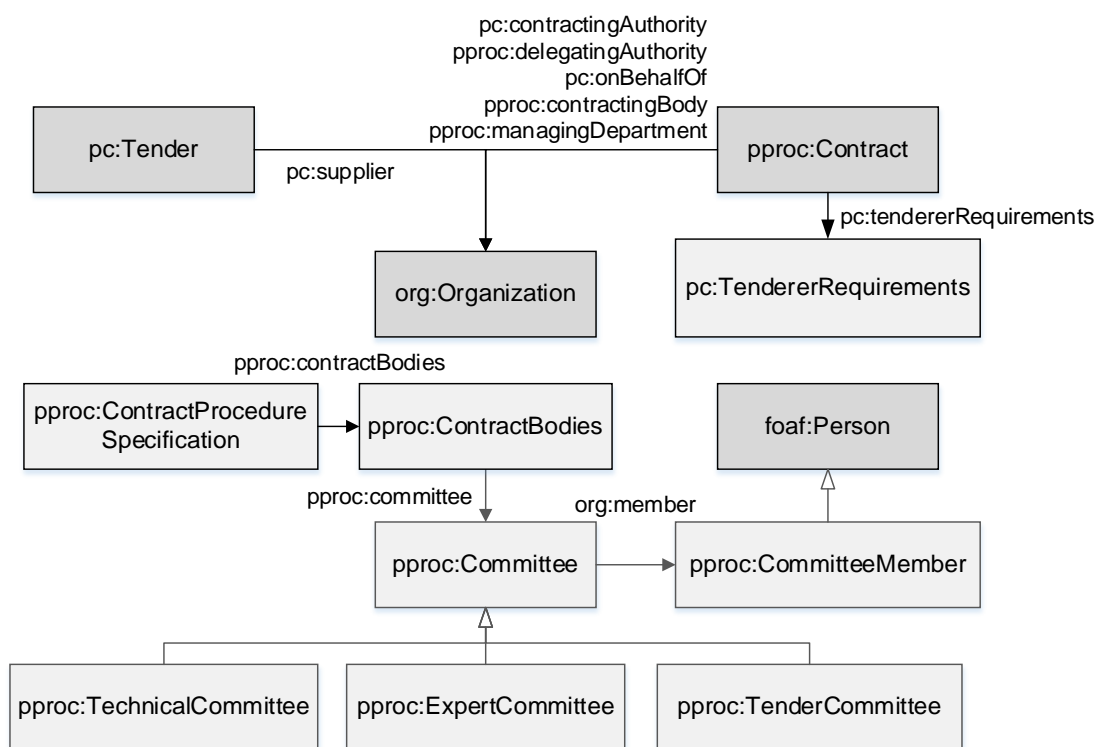 pc:contractingAuthority
pproc:delegatingAuthority
pc:onBehalfOf
pproc:contractingBody
pproc:managingDepartment
pc:Tender
pproc:Contract
pc:supplier
pc:tendererRequirements
org:Organization
pc:TendererRequirements
pproc:contractBodies
pproc:ContractProcedure
Specification
pproc:ContractBodies
foaf:Person
pproc:committee
org:member
pproc:Committee
pproc:CommitteeMember
pproc:TechnicalCommittee
pproc:ExpertCommittee
pproc:TenderCommittee